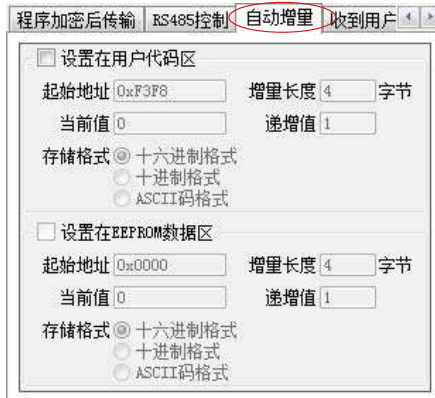 程序加密后传输 RS485控制 自动增量 收到用户
设置在用户代码区
起始地址 0xF3F8 增量长度 4 字节
当前值 0 递增值 1
存储格式 十六进制格式
十进制格式
ASCII码格式
设置在EEPROM数据区
起始地址 0x0000 增量长度 4 字节
当前值 0 递增值 1
存储格式 十六进制格式
十进制格式
ASCII码格式